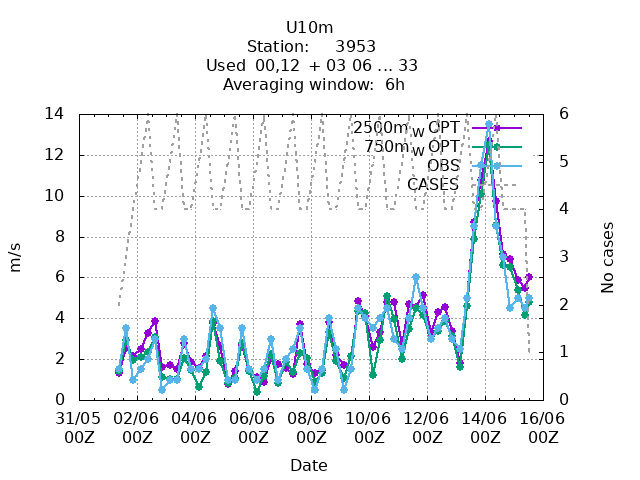 U10m
Station: 3953
Used 00,12 + 03 06 ... 33
Averaging window: 6h
14
12
10
8
6
4
2
0
m/s
6
5
4
3
2
1
0
No cases
2500m w OPT
750m w OPT
OBS
CASES
31/05 02/06 04/06 06/06 08/06 10/06 12/06 14/06 16/06
00Z 00Z 00Z 00Z 00Z 00Z 00Z 00Z 00Z
Date